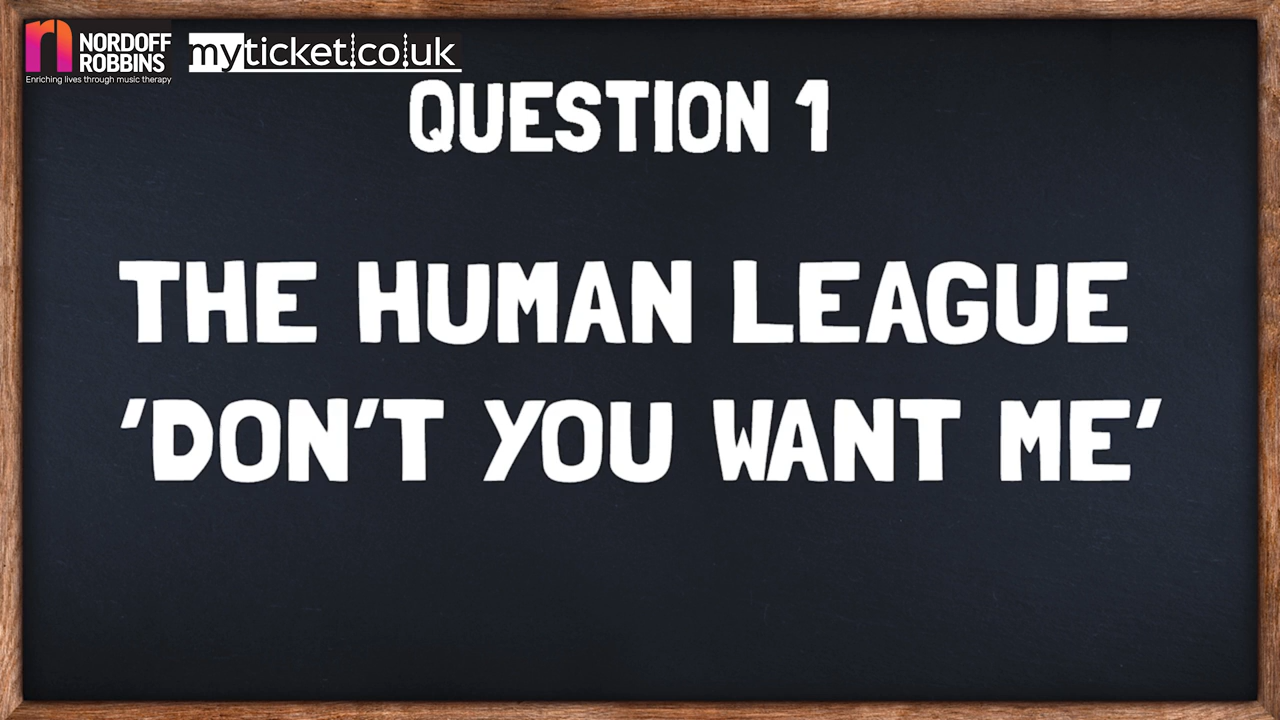 NORDOFF
ROBBINS
Enriching lives through music therapy
myticket.co.uk
QUESTION 1
THE HUMAN LEAGUE
'DON'T YOU WANT ME'